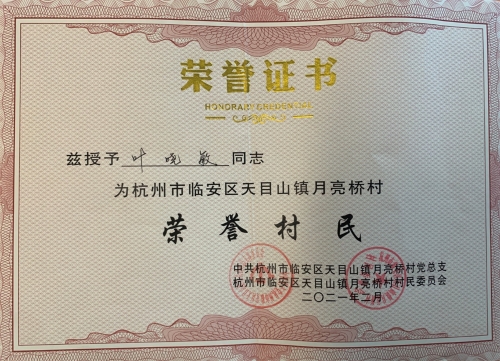 荣誉证书
HONORARY CREDENTIAL
兹授予 叶晓敏 同志
为杭州市临安区天目山镇月亮桥村
荣誉村民
中共杭州市临安区天目山镇月亮桥村党总支
杭州市临安区天目山镇月亮桥村村民委员会
二〇二一年二月